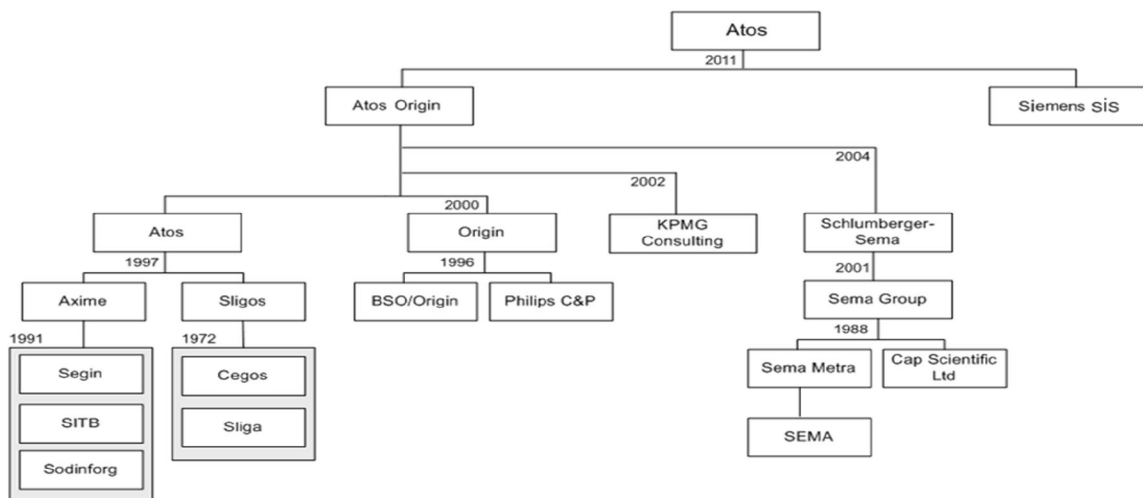 Atos
2011
Atos Origin
Siemens SİS
2004
2002
2000
Atos
Origin
KPMG
Consulting
Schlumberger-
Sema
1997
1996
2001
Axime
Sligos
BSO/Origin
Philips C&P
Sema Group
1991
1972
1988
Segin
Cegos
Sema Metra
Cap Scientific
Ltd
SITB
Sliga
SEMA
Sodinforg